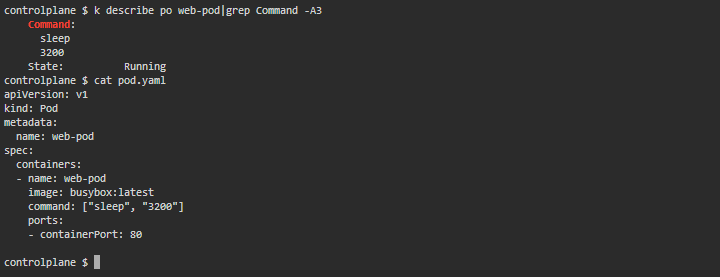 controlplane $ k describe po web-pod|grep Command -A3
    Command:
      sleep
      3200
    State:          Running
controlplane $ cat pod.yaml
apiVersion: v1
kind: Pod
metadata:
  name: web-pod
spec:
  containers:
  - name: web-pod
    image: busybox:latest
    command: ["sleep", "3200"]
    ports:
    - containerPort: 80

controlplane $